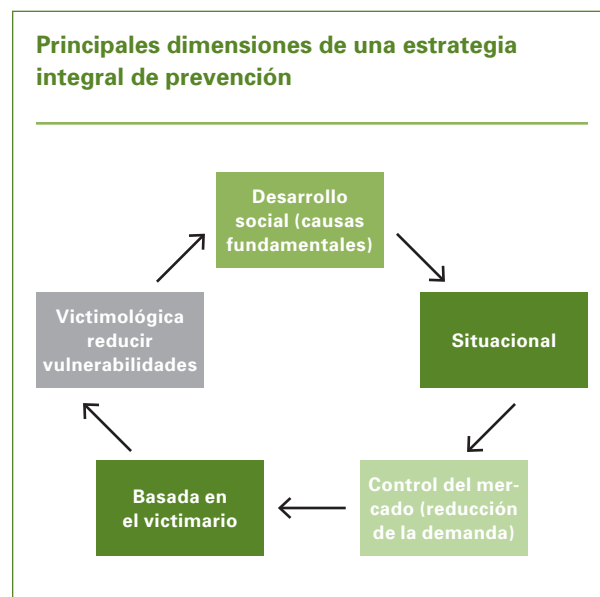 Principales dimensiones de una estrategia
integral de prevención
Desarrollo
social (causas
fundamentales)
Victimológica
reducir
vulnerabilidades
Situacional
Basada en
el victimario
Control del mer-
cado (reducción
de la demanda)